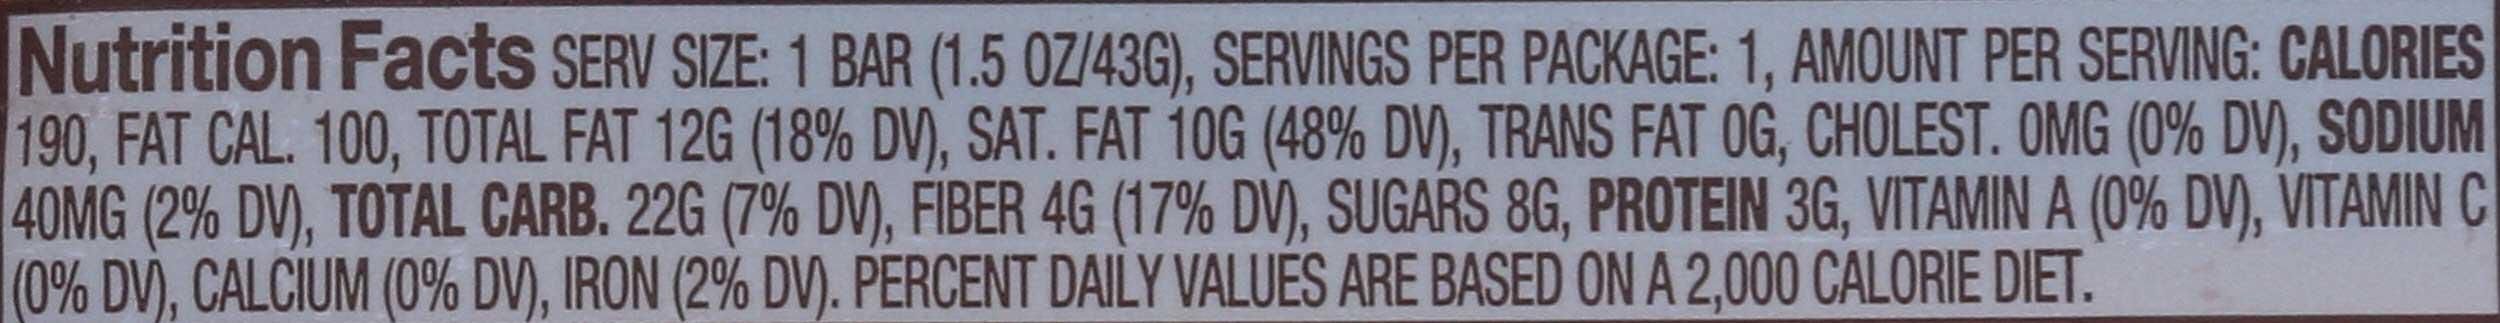 Nutrition Facts SERV SIZE: 1 BAR (1.5 OZ/43G), SERVINGS PER PACKAGE: 1, AMOUNT PER SERVING: CALORIES
190, FAT CAL. 100, TOTAL FAT 12G (18% DV), SAT. FAT 10G (48% DV), TRANS FAT 0G, CHOLEST. 0MG (0% DV), SODIUM
40MG (2% DV), TOTAL CARB. 22G (7% DV), FIBER 4G (17% DV), SUGARS 8G, PROTEIN 3G, VITAMIN A (0% DV), VITAMIN C
(0% DV), CALCIUM (0% DV), IRON (2% DV). PERCENT DAILY VALUES ARE BASED ON A 2,000 CALORIE DIET.